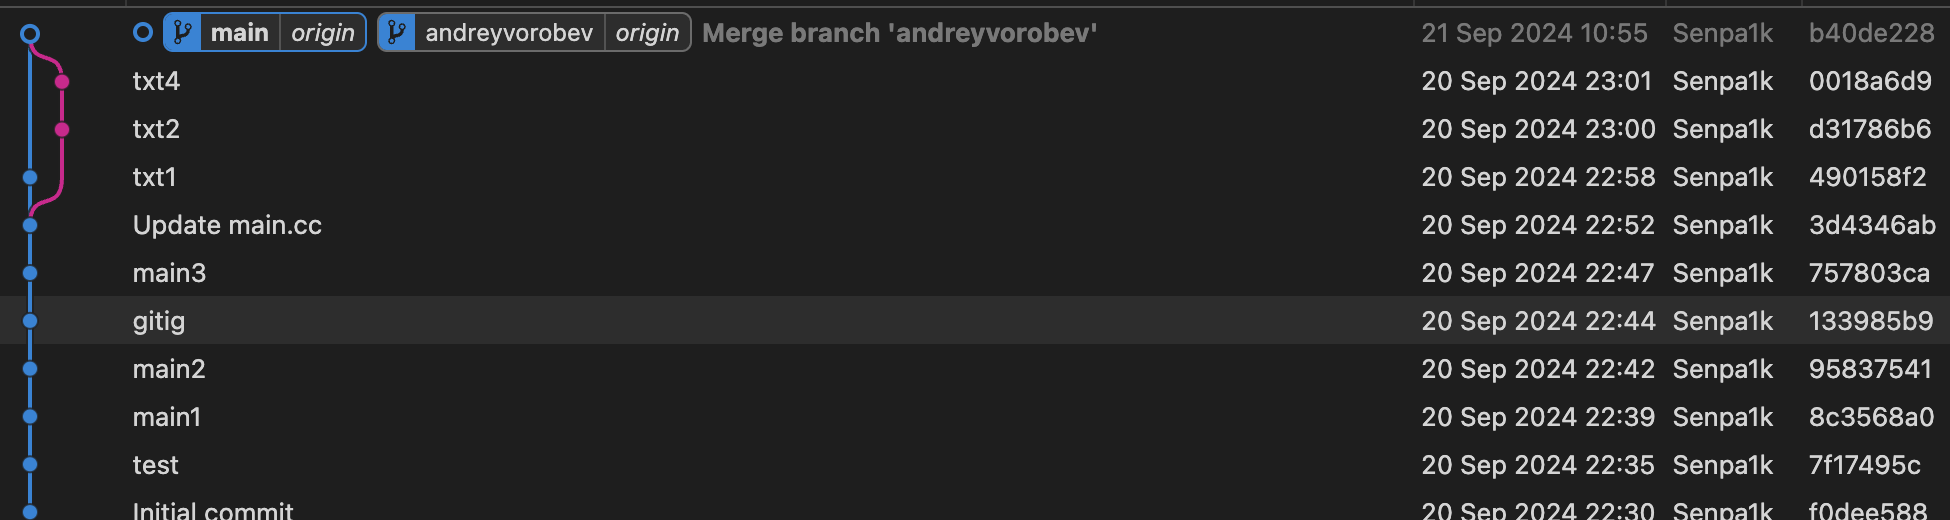 main origin andreyvorobev origin Merge branch 'andreyvorobev' 21 Sep 2024 10:55 Senpa1k b40de228
txt4 20 Sep 2024 23:01 Senpa1k 0018a6d9
txt2 20 Sep 2024 23:00 Senpa1k d31786b6
txt1 20 Sep 2024 22:58 Senpa1k 490158f2
Update main.cc 20 Sep 2024 22:52 Senpa1k 3d4346ab
main3 20 Sep 2024 22:47 Senpa1k 757803ca
gitig 20 Sep 2024 22:44 Senpa1k 133985b9
main2 20 Sep 2024 22:42 Senpa1k 95837541
main1 20 Sep 2024 22:39 Senpa1k 8c3568a0
test 20 Sep 2024 22:35 Senpa1k 7f17495c
Initial commit 20 Sep 2024 22:30 Senpa1k f0dee588